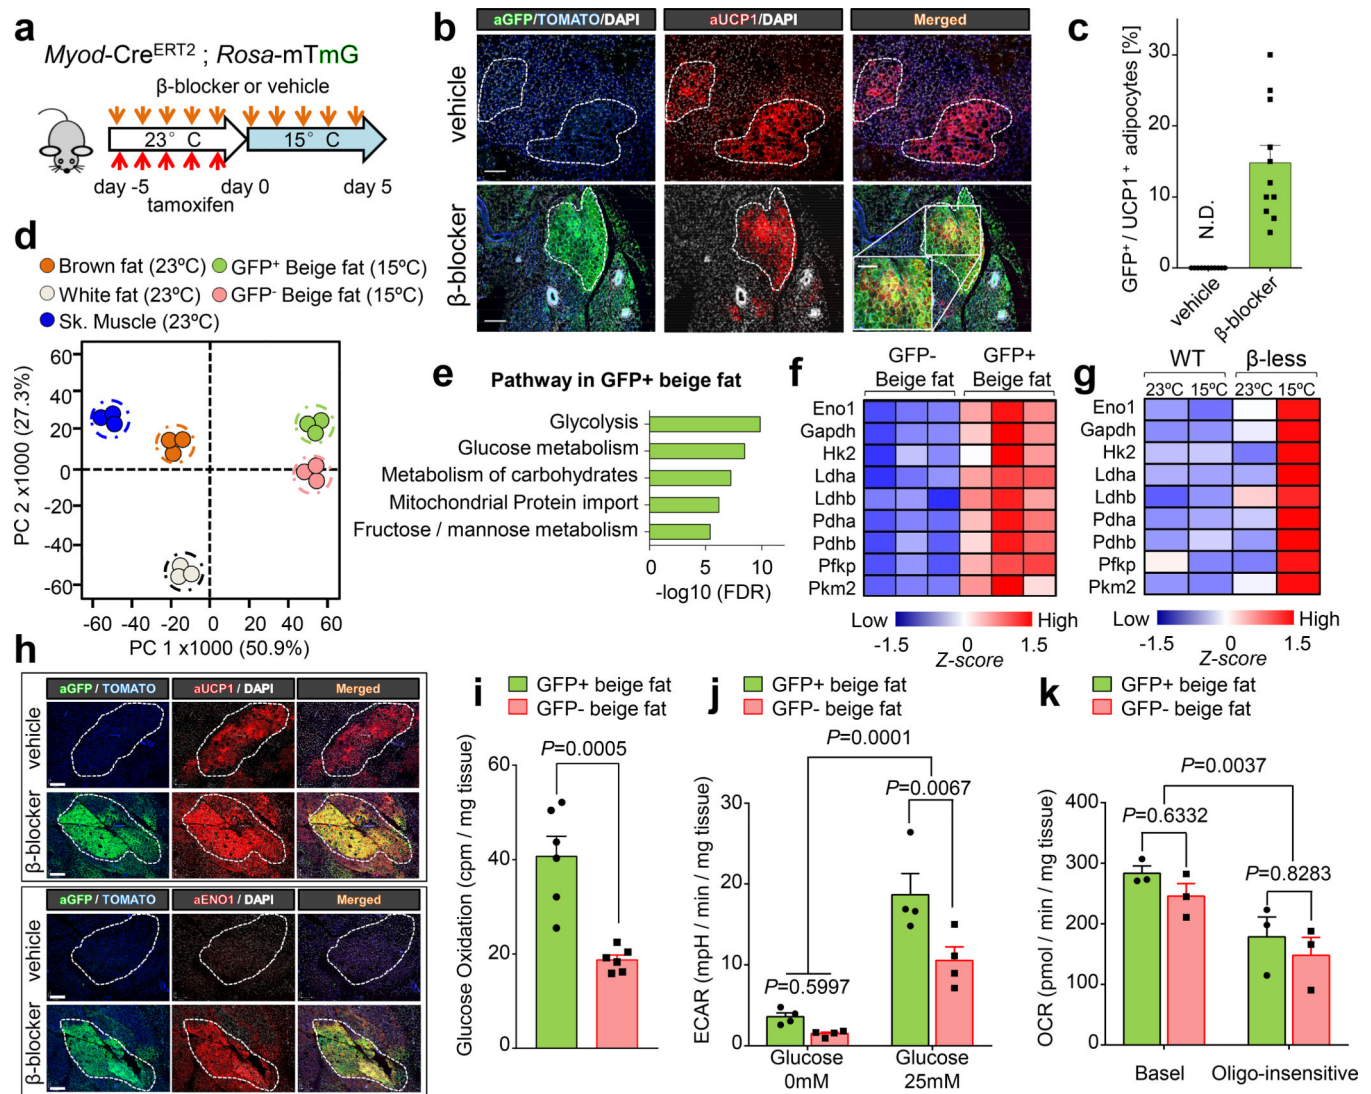 a
Myod-CreERT2 ; Rosa-mTmG
β-blocker or vehicle
23° C
15° C
day -5
day 0
day 5
tamoxifen
b
aGFP/TOMATO/DAPI
aUCP1/DAPI
Merged
vehicle
β-blocker
c
GFP+ / UCP1 + adipocytes [%]
30
20
10
0
N.D.
vehicle
β-blocker
d
Brown fat (23ºC)
GFP+ Beige fat (15ºC)
White fat (23ºC)
GFP- Beige fat (15ºC)
Sk. Muscle (23ºC)
PC 2 x1000 (27.3%)
60
40
20
0
-20
-40
-60
-60 -40 -20 0 20 40 60
PC 1 x1000 (50.9%)
e
Pathway in GFP+ beige fat
Glycolysis
Glucose metabolism
Metabolism of carbohydrates
Mitochondrial Protein import
Fructose / mannose metabolism
0 5 10
-log10 (FDR)
f
GFP- Beige fat
GFP+ Beige fat
Eno1
Gapdh
Hk2
Ldha
Ldhb
Pdha
Pdhb
Pfkp
Pkm2
Low
High
-1.5 0 1.5
Z-score
g
WT
β-less
23ºC 15ºC 23ºC 15ºC
Eno1
Gapdh
Hk2
Ldha
Ldhb
Pdha
Pdhb
Pfkp
Pkm2
Low
High
-1.5 0 1.5
Z-score
h
aGFP / TOMATO
aUCP1 / DAPI
Merged
vehicle
β-blocker
aGFP / TOMATO
aENO1 / DAPI
Merged
vehicle
β-blocker
i
GFP+ beige fat
GFP- beige fat
P=0.0005
Glucose Oxidation (cpm / mg tissue)
60
40
20
0
j
GFP+ beige fat
GFP- beige fat
P=0.0001
P=0.0067
P=0.5997
ECAR (mpH / min / mg tissue)
30
20
10
0
Glucose 0mM
Glucose 25mM
k
GFP+ beige fat
GFP- beige fat
P=0.0037
P=0.6332
P=0.8283
OCR (pmol / min / mg tissue)
400
300
200
100
0
Basel
Oligo-insensitive